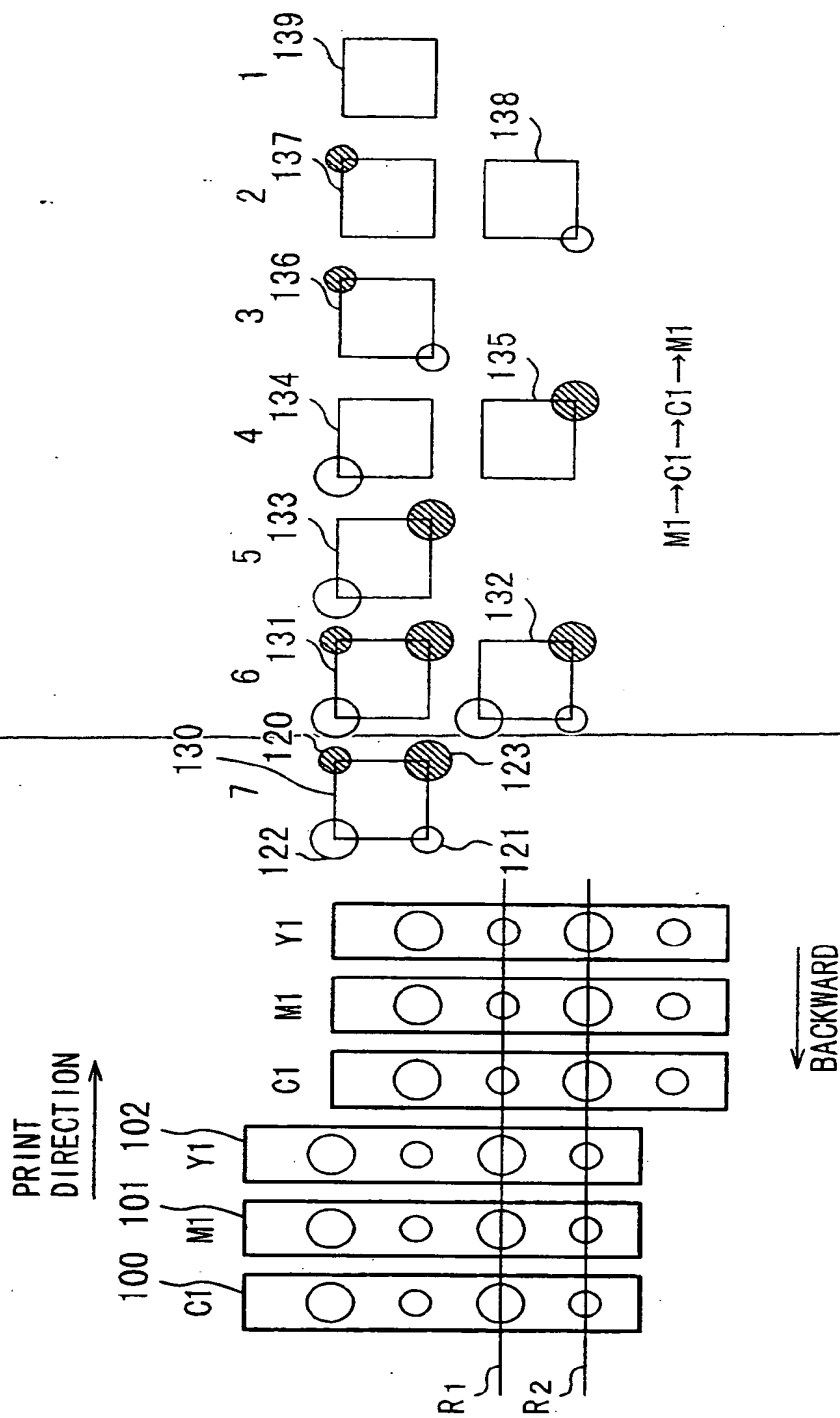 PRINT
DIRECTION
100 101 102
C1 M1 Y1
C1 M1 Y1
R1
R2
BACKWARD
130
7 6 5 4 3 2 1
122 120 131 133 134 136 137 139
121 123 132 135 138
M1→C1→C1→M1